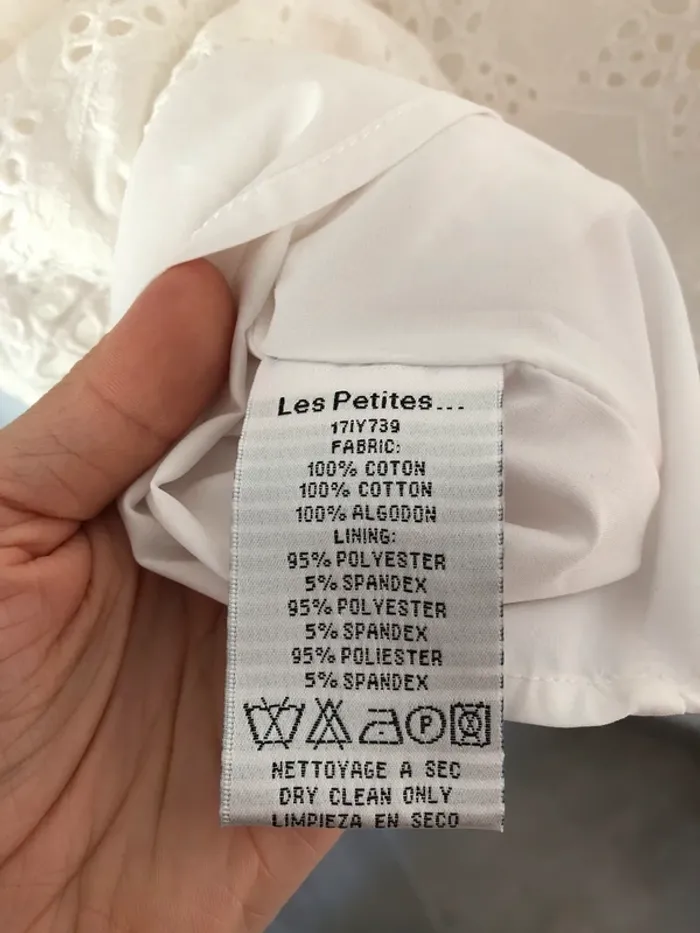 Les Petites...
17IY739
FABRIC:
100% COTON
100% COTTON
100% ALGODON
LINING:
95% POLYESTER
5% SPANDEX
95% POLYESTER
5% SPANDEX
95% POLIESTER
5% SPANDEX
P
NETTOYAGE A SEC
DRY CLEAN ONLY
LIMPIEZA EN SECO